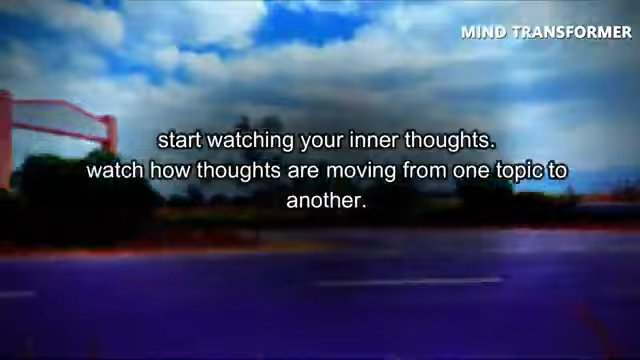 MIND TRANSFORMER
start watching your inner thoughts.
watch how thoughts are moving from one topic to
another.